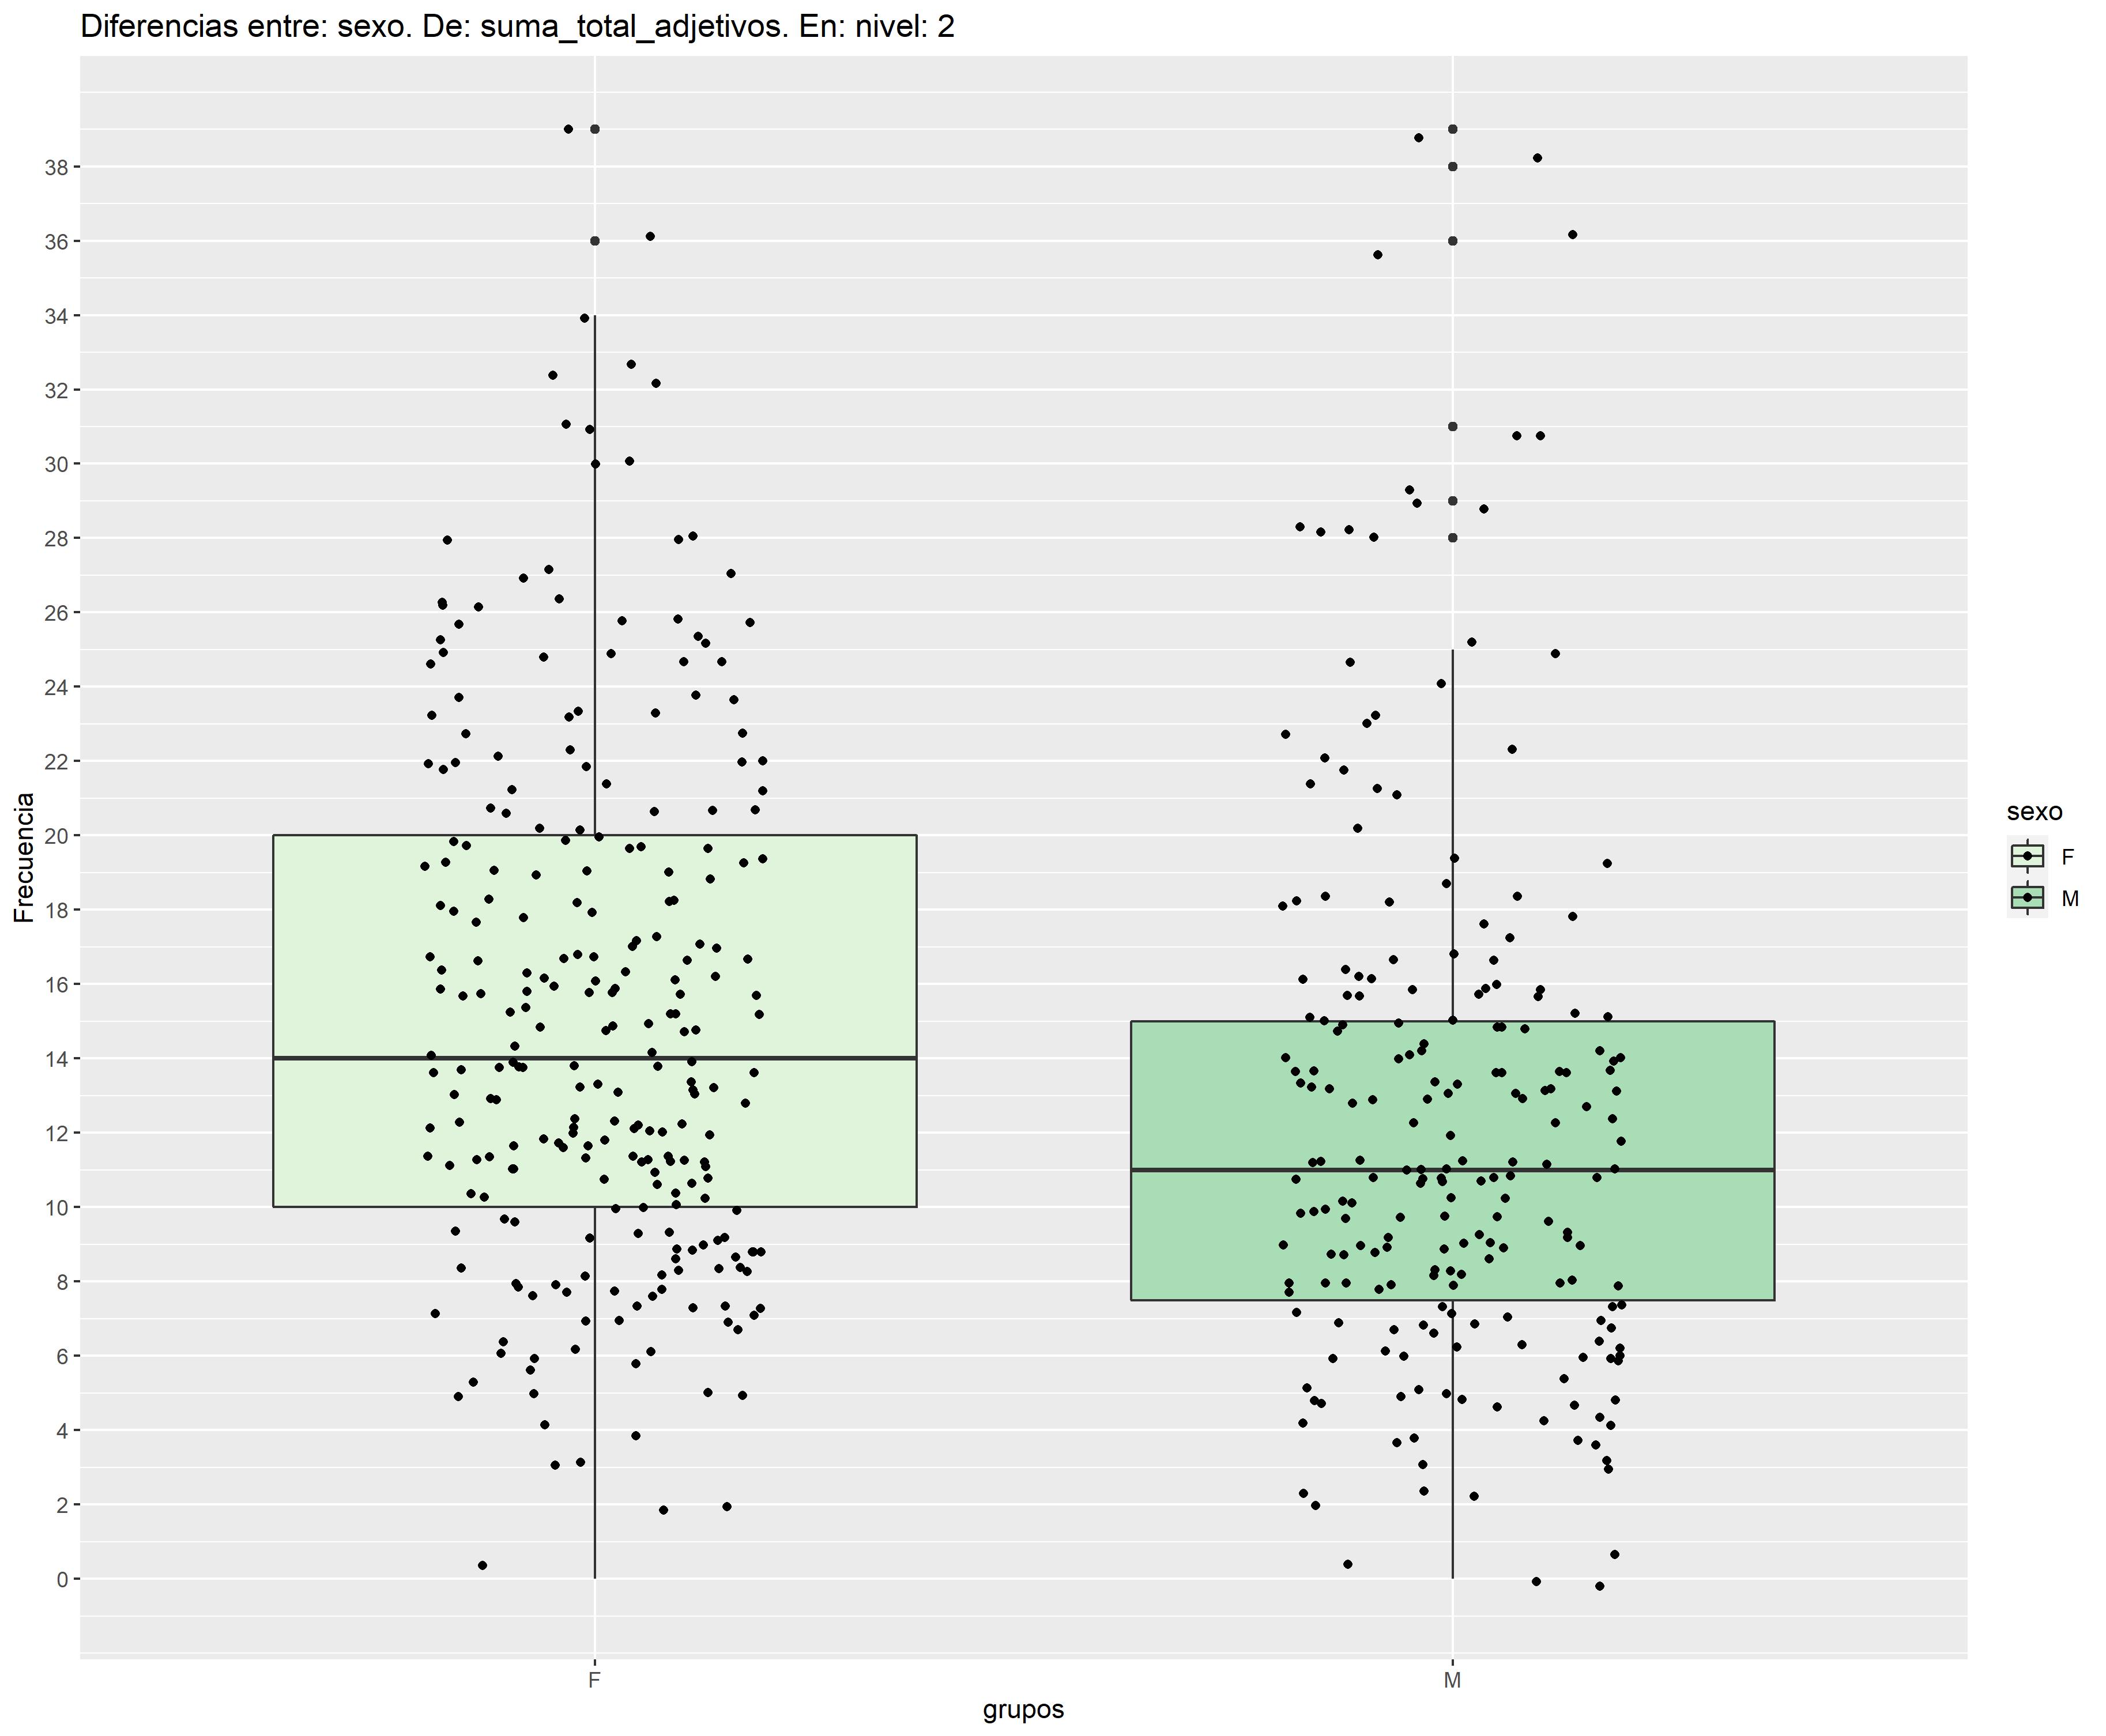 Diferencias entre: sexo. De: suma_total_adjetivos. En: nivel: 2
38
36
34
32
30
28
26
24
22
20
18
16
14
12
10
8
6
4
2
0
Frecuencia
F
M
grupos
sexo
F
M